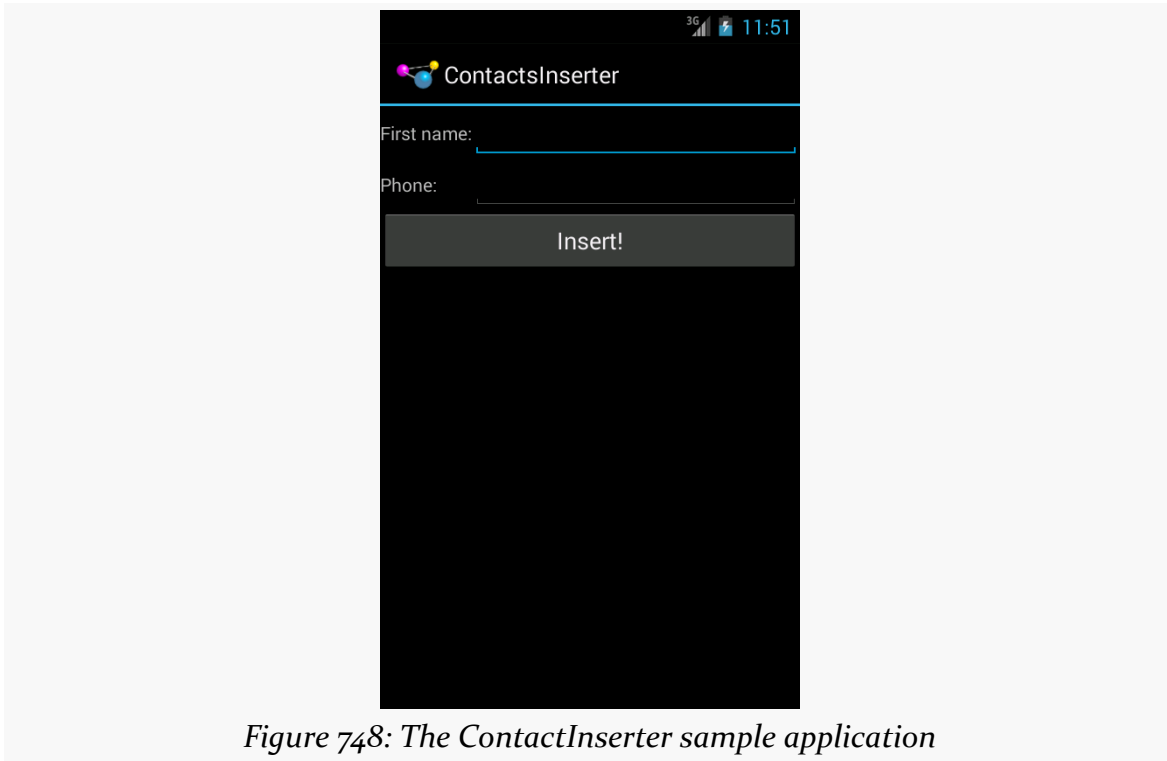 3G 11:51
ContactsInserter
First name:
Phone:
Insert!
Figure 748: The ContactInserter sample application